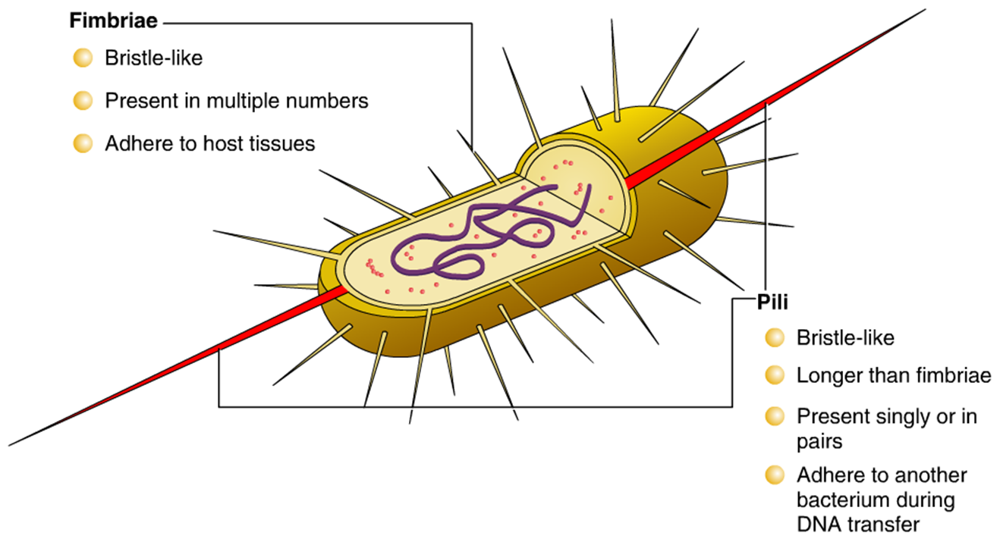 Fimbriae
Bristle-like
Present in multiple numbers
Adhere to host tissues
Pili
Bristle-like
Longer than fimbriae
Present singly or in
pairs
Adhere to another
bacterium during
DNA transfer